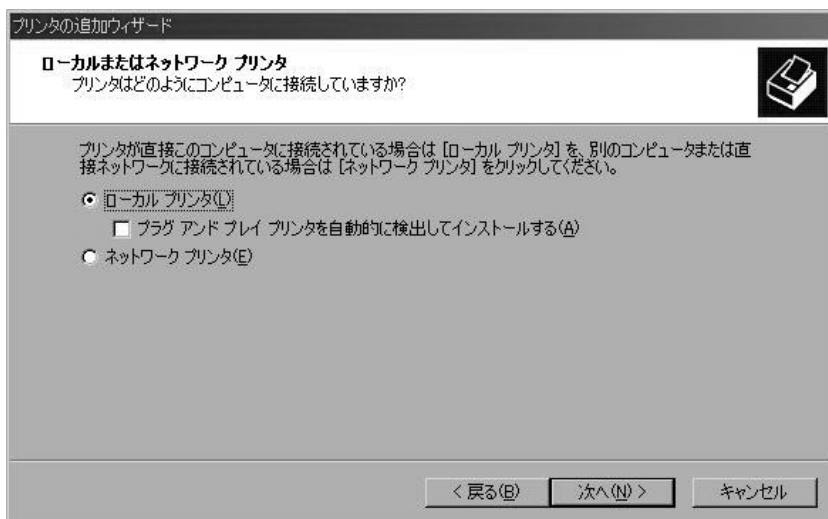 プリンタの追加ウィザード
ローカルまたはネットワーク プリンタ
プリンタはどのようにコンピュータに接続していますか?
プリンタが直接このコンピュータに接続されている場合は [ローカル プリンタ] を、別のコンピュータまたは直
接ネットワークに接続されている場合は [ネットワーク プリンタ] をクリックしてください。
ローカル プリンタ(L)
プラグ アンド プレイ プリンタを自動的に検出してインストールする(A)
ネットワーク プリンタ(E)
< 戻る(B) 次へ(N) > キャンセル